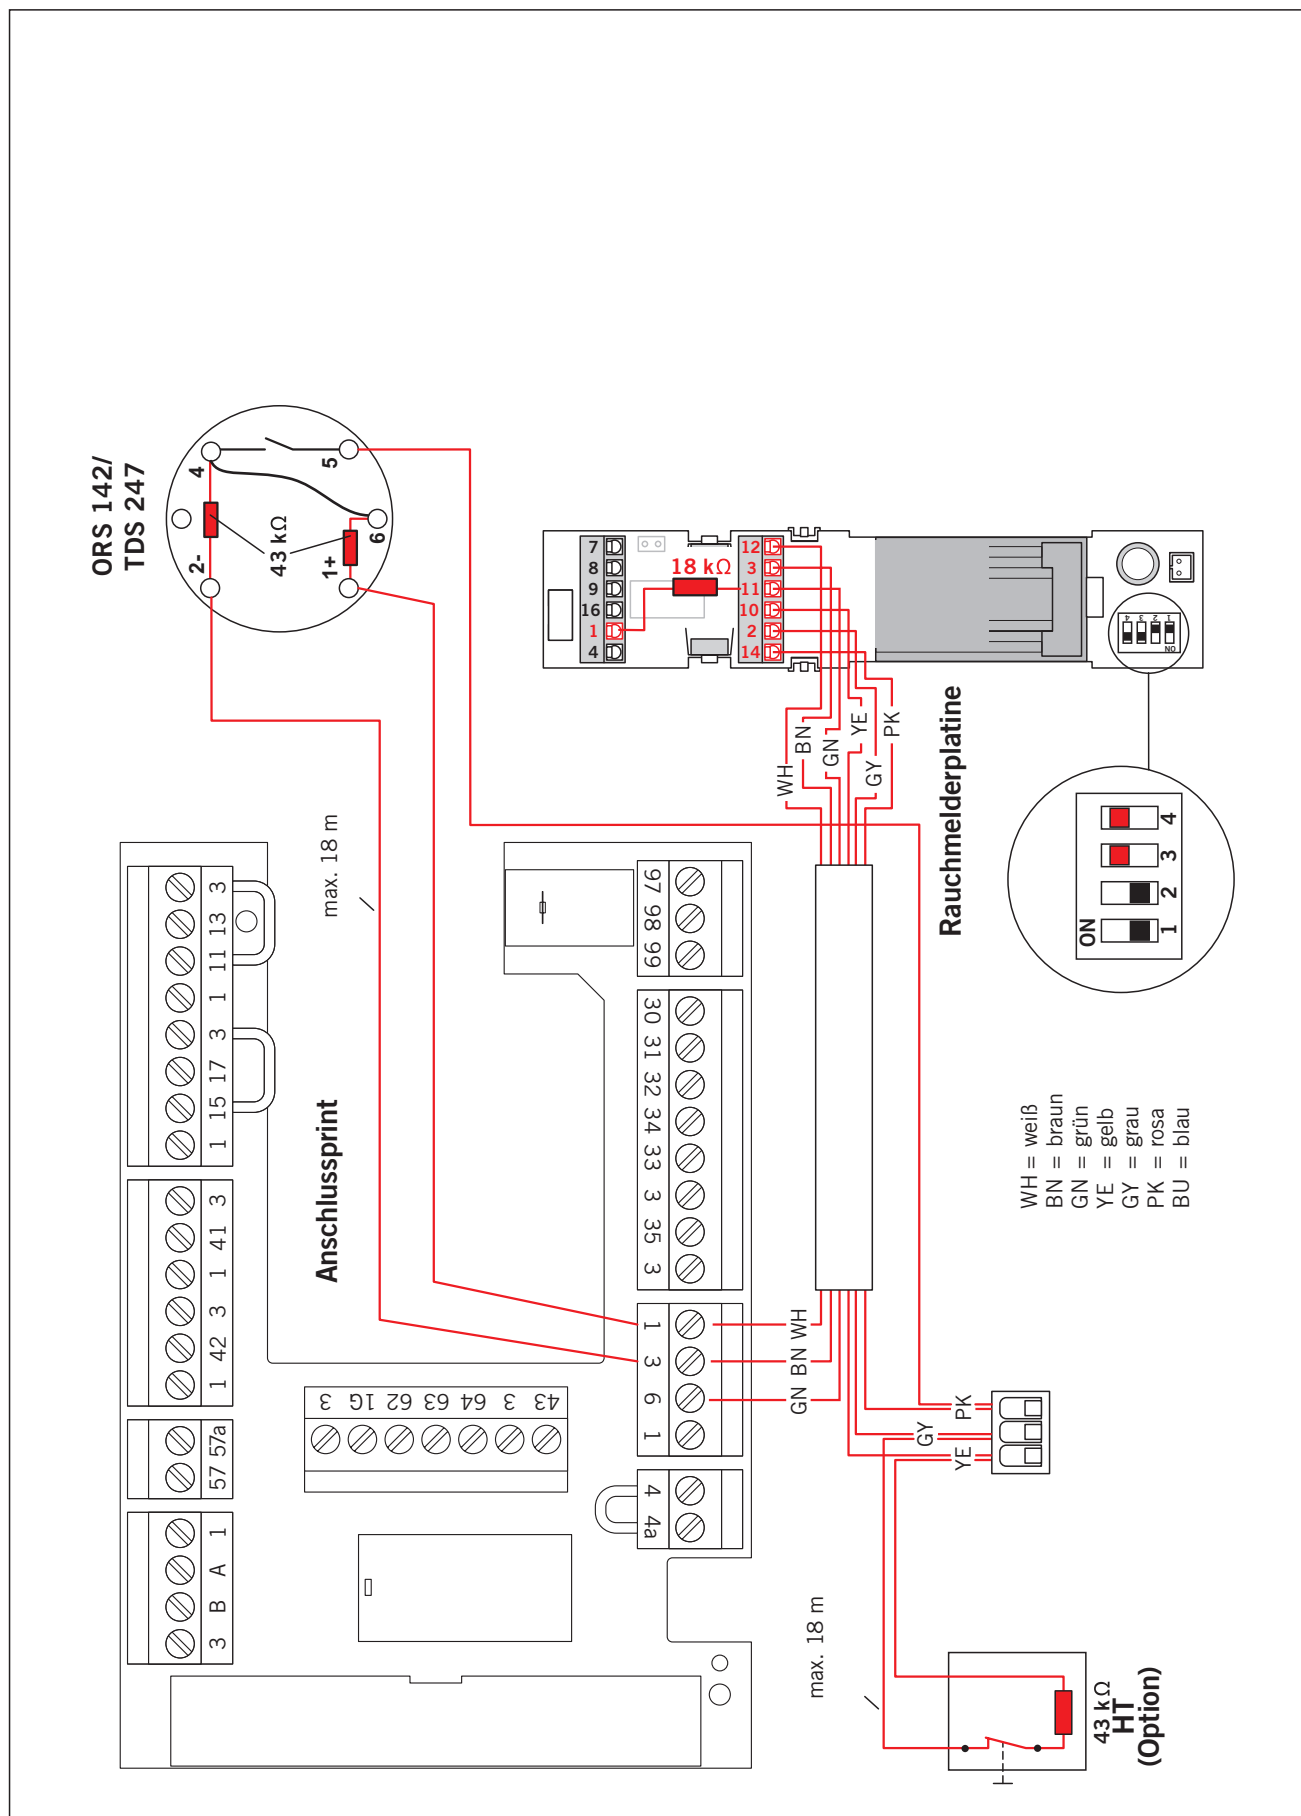 ORS 142/
TDS 247
4
5
2-
1+
6
43 kΩ
7
8
9
16
1
4
18 kΩ
12
3
11
10
2
14
1
2
3
4
ON
WH
BN
GN
YE
GY
PK
Rauchmelderplatine
ON
1
2
3
4
max. 18 m
3
13
11
1
3
17
15
1
Anschlussprint
3
41
1
3
42
1
57a
57
1
A
B
3
3
1G
62
63
64
3
43
97
98
99
30
31
32
34
33
3
35
3
1
3
6
1
4
4a
WH
BN
GN
PK
GY
YE
WH = weiß
BN = braun
GN = grün
YE = gelb
GY = grau
PK = rosa
BU = blau
max. 18 m
43 kΩ
HT
(Option)